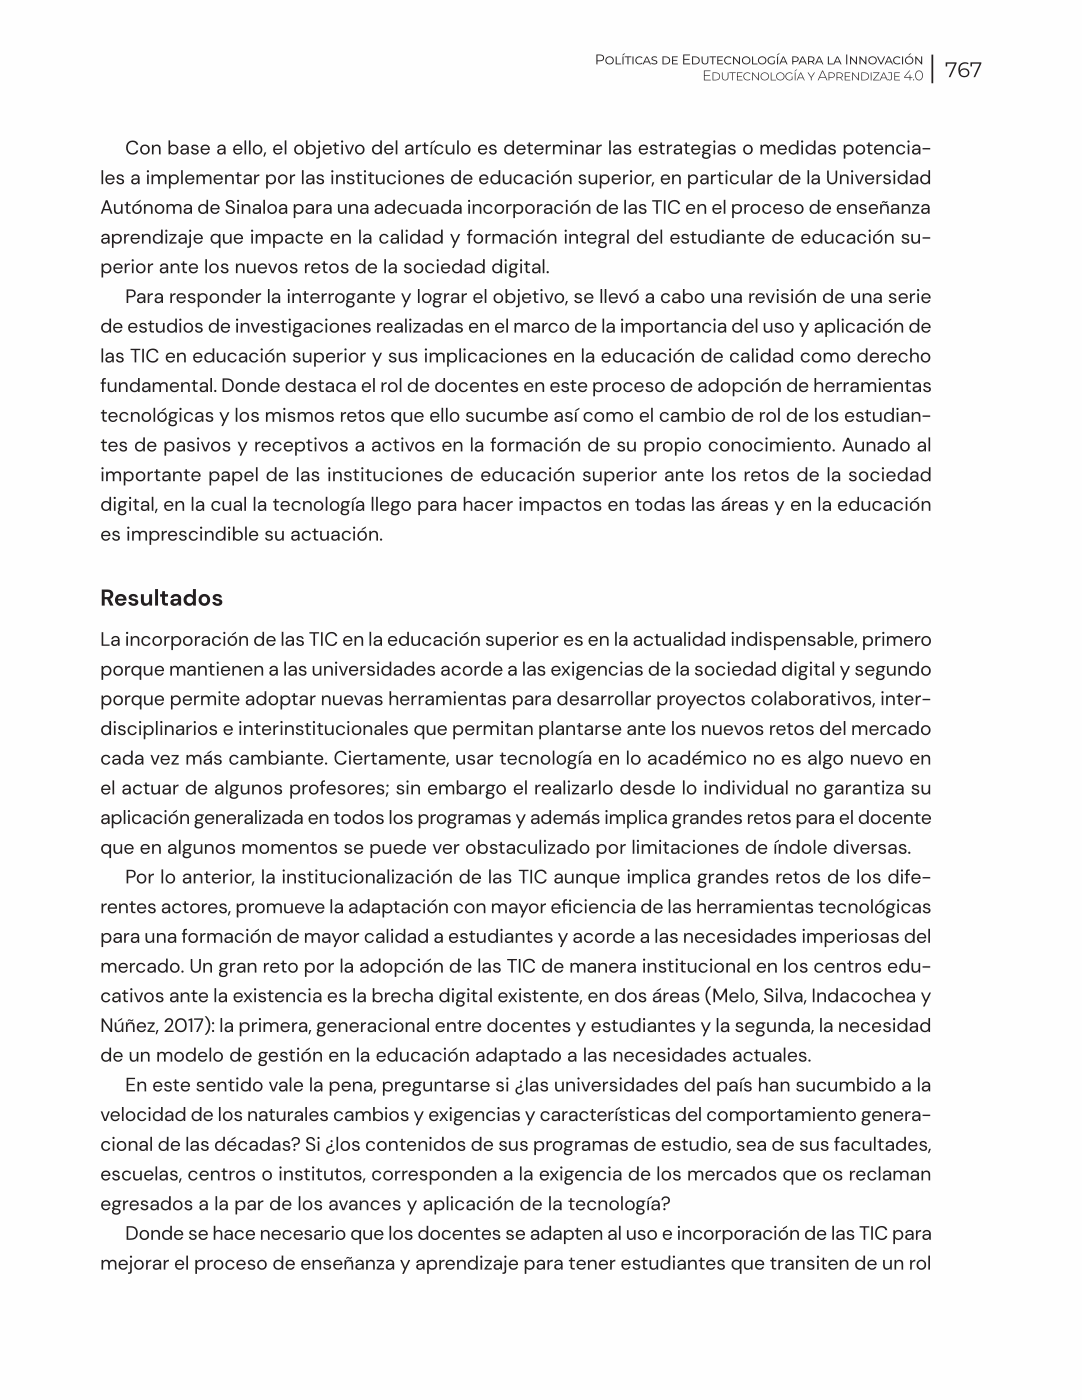 Políticas de Edutecnología para la Innovación
Edutecnología y Aprendizaje 4.0
767
Con base a ello, el objetivo del artículo es determinar las estrategias o medidas potencia-
les a implementar por las instituciones de educación superior, en particular de la Universidad
Autónoma de Sinaloa para una adecuada incorporación de las TIC en el proceso de enseñanza
aprendizaje que impacte en la calidad y formación integral del estudiante de educación su-
perior ante los nuevos retos de la sociedad digital.
Para responder la interrogante y lograr el objetivo, se llevó a cabo una revisión de una serie
de estudios de investigaciones realizadas en el marco de la importancia del uso y aplicación de
las TIC en educación superior y sus implicaciones en la educación de calidad como derecho
fundamental. Donde destaca el rol de docentes en este proceso de adopción de herramientas
tecnológicas y los mismos retos que ello sucumbe así como el cambio de rol de los estudian-
tes de pasivos y receptivos a activos en la formación de su propio conocimiento. Aunado al
importante papel de las instituciones de educación superior ante los retos de la sociedad
digital, en la cual la tecnología llego para hacer impactos en todas las áreas y en la educación
es imprescindible su actuación.
Resultados
La incorporación de las TIC en la educación superior es en la actualidad indispensable, primero
porque mantienen a las universidades acorde a las exigencias de la sociedad digital y segundo
porque permite adoptar nuevas herramientas para desarrollar proyectos colaborativos, inter-
disciplinarios e interinstitucionales que permitan plantarse ante los nuevos retos del mercado
cada vez más cambiante. Ciertamente, usar tecnología en lo académico no es algo nuevo en
el actuar de algunos profesores; sin embargo el realizarlo desde lo individual no garantiza su
aplicación generalizada en todos los programas y además implica grandes retos para el docente
que en algunos momentos se puede ver obstaculizado por limitaciones de índole diversas.
Por lo anterior, la institucionalización de las TIC aunque implica grandes retos de los dife-
rentes actores, promueve la adaptación con mayor eficiencia de las herramientas tecnológicas
para una formación de mayor calidad a estudiantes y acorde a las necesidades imperiosas del
mercado. Un gran reto por la adopción de las TIC de manera institucional en los centros edu-
cativos ante la existencia es la brecha digital existente, en dos áreas (Melo, Silva, Indacochea y
Núñez, 2017): la primera, generacional entre docentes y estudiantes y la segunda, la necesidad
de un modelo de gestión en la educación adaptado a las necesidades actuales.
En este sentido vale la pena, preguntarse si ¿las universidades del país han sucumbido a la
velocidad de los naturales cambios y exigencias y características del comportamiento genera-
cional de las décadas? Si ¿los contenidos de sus programas de estudio, sea de sus facultades,
escuelas, centros o institutos, corresponden a la exigencia de los mercados que os reclaman
egresados a la par de los avances y aplicación de la tecnología?
Donde se hace necesario que los docentes se adapten al uso e incorporación de las TIC para
mejorar el proceso de enseñanza y aprendizaje para tener estudiantes que transiten de un rol